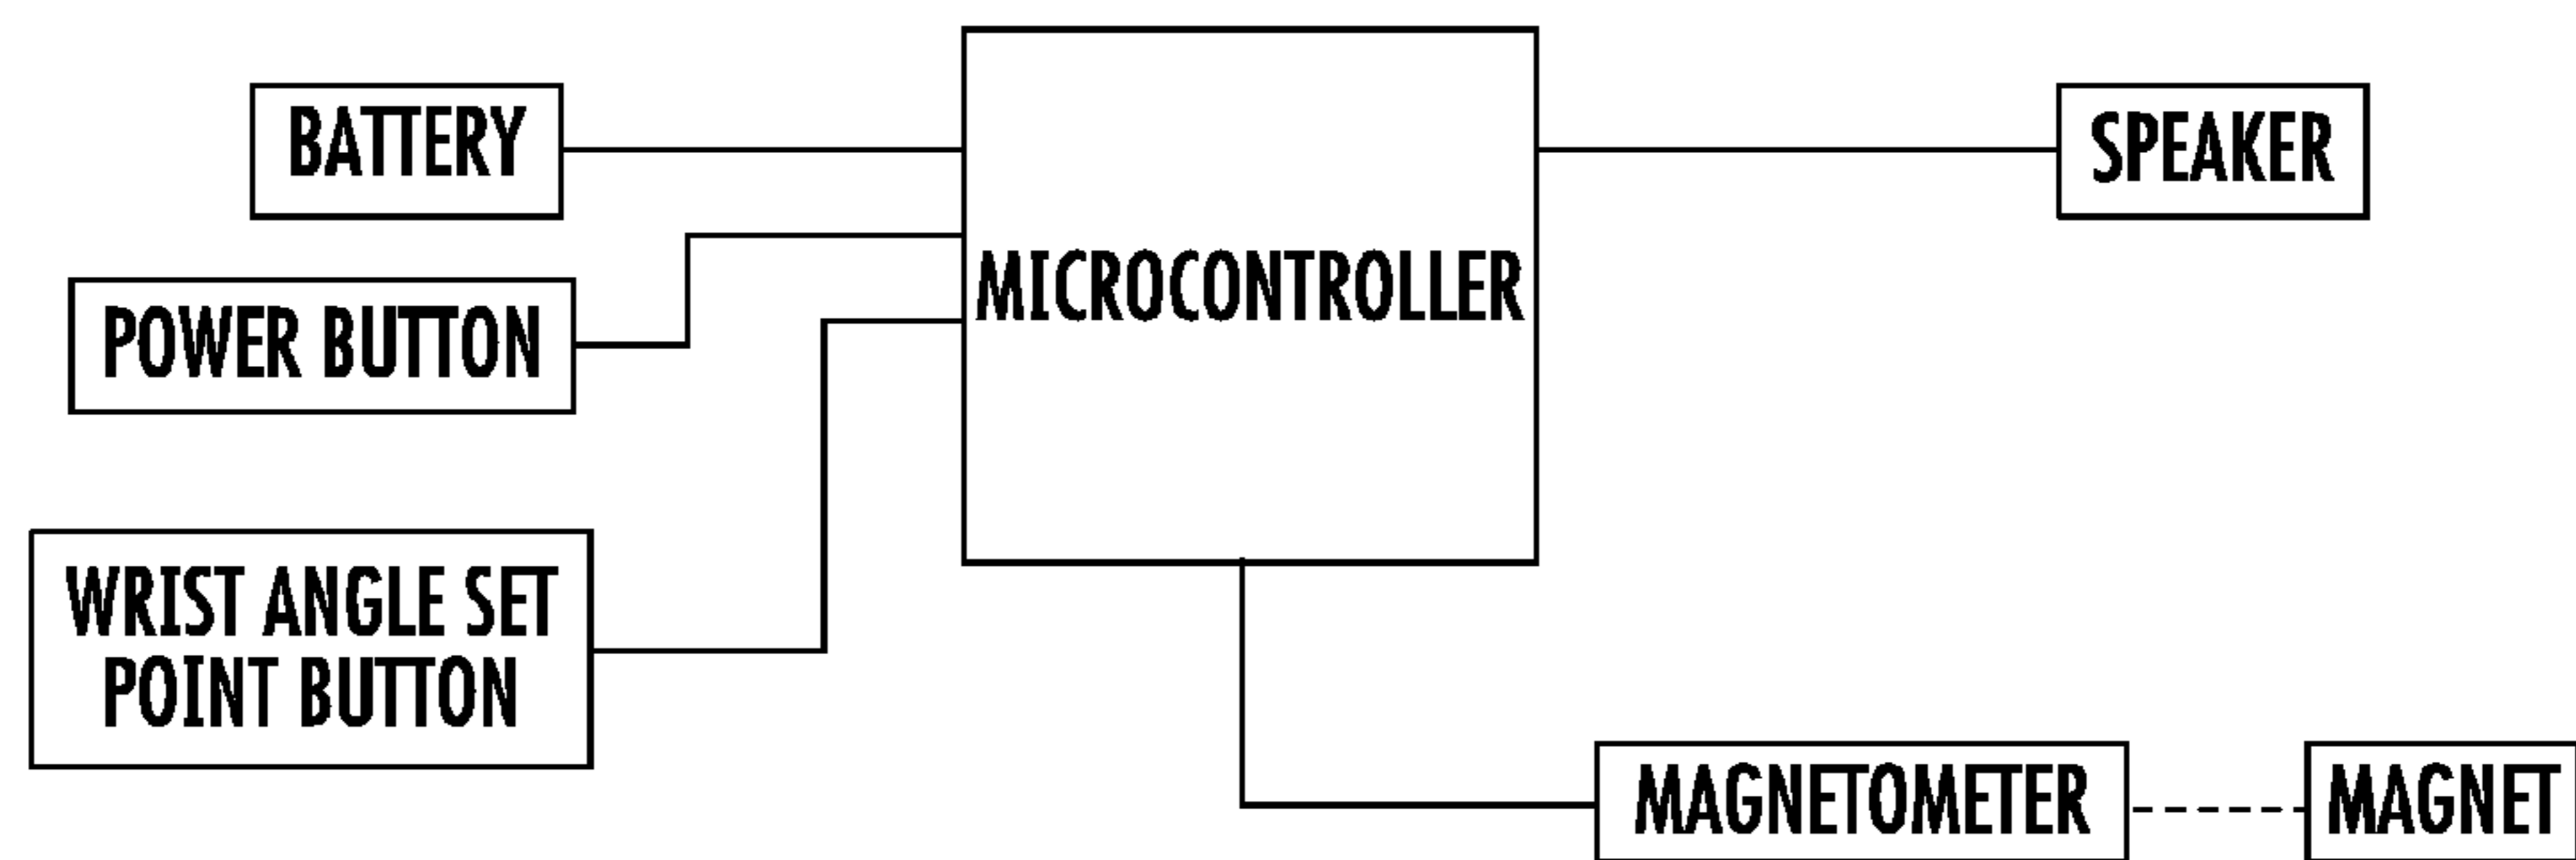 BATTERY
SPEAKER
MICROCONTROLLER
POWER BUTTON
WRIST ANGLE SET
POINT BUTTON
MAGNETOMETER
MAGNET